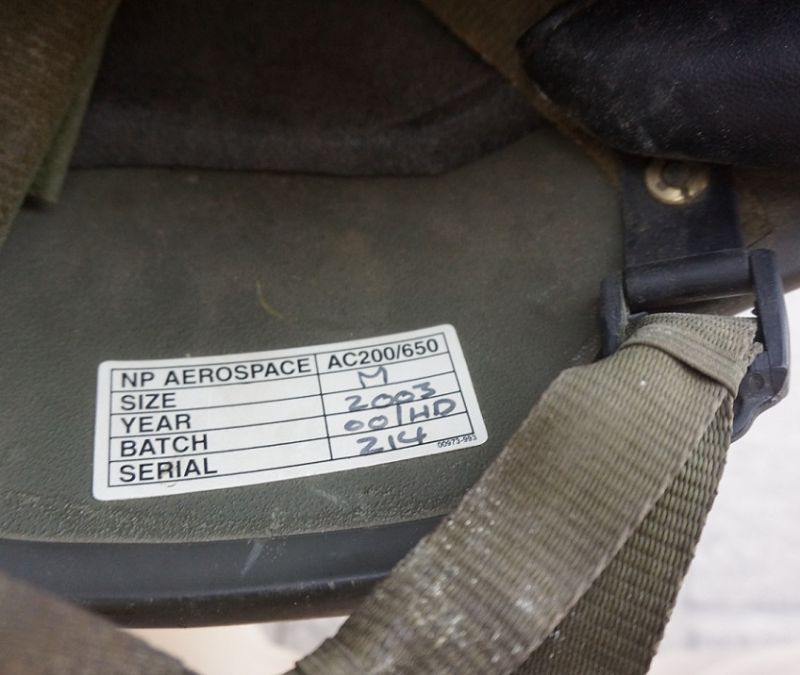 NP AEROSPACE AC200/650
SIZE M
YEAR 2003
BATCH 00/HD
SERIAL 214
00973-993